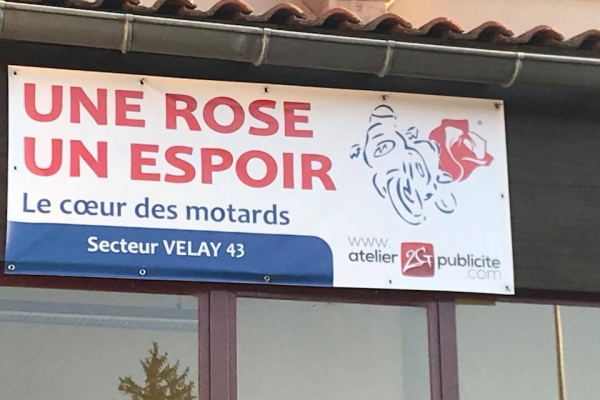 UNE ROSE
UN ESPOIR
Le cœur des motards
Secteur VELAY 43
www.
atelier 2G publicite
.com
®